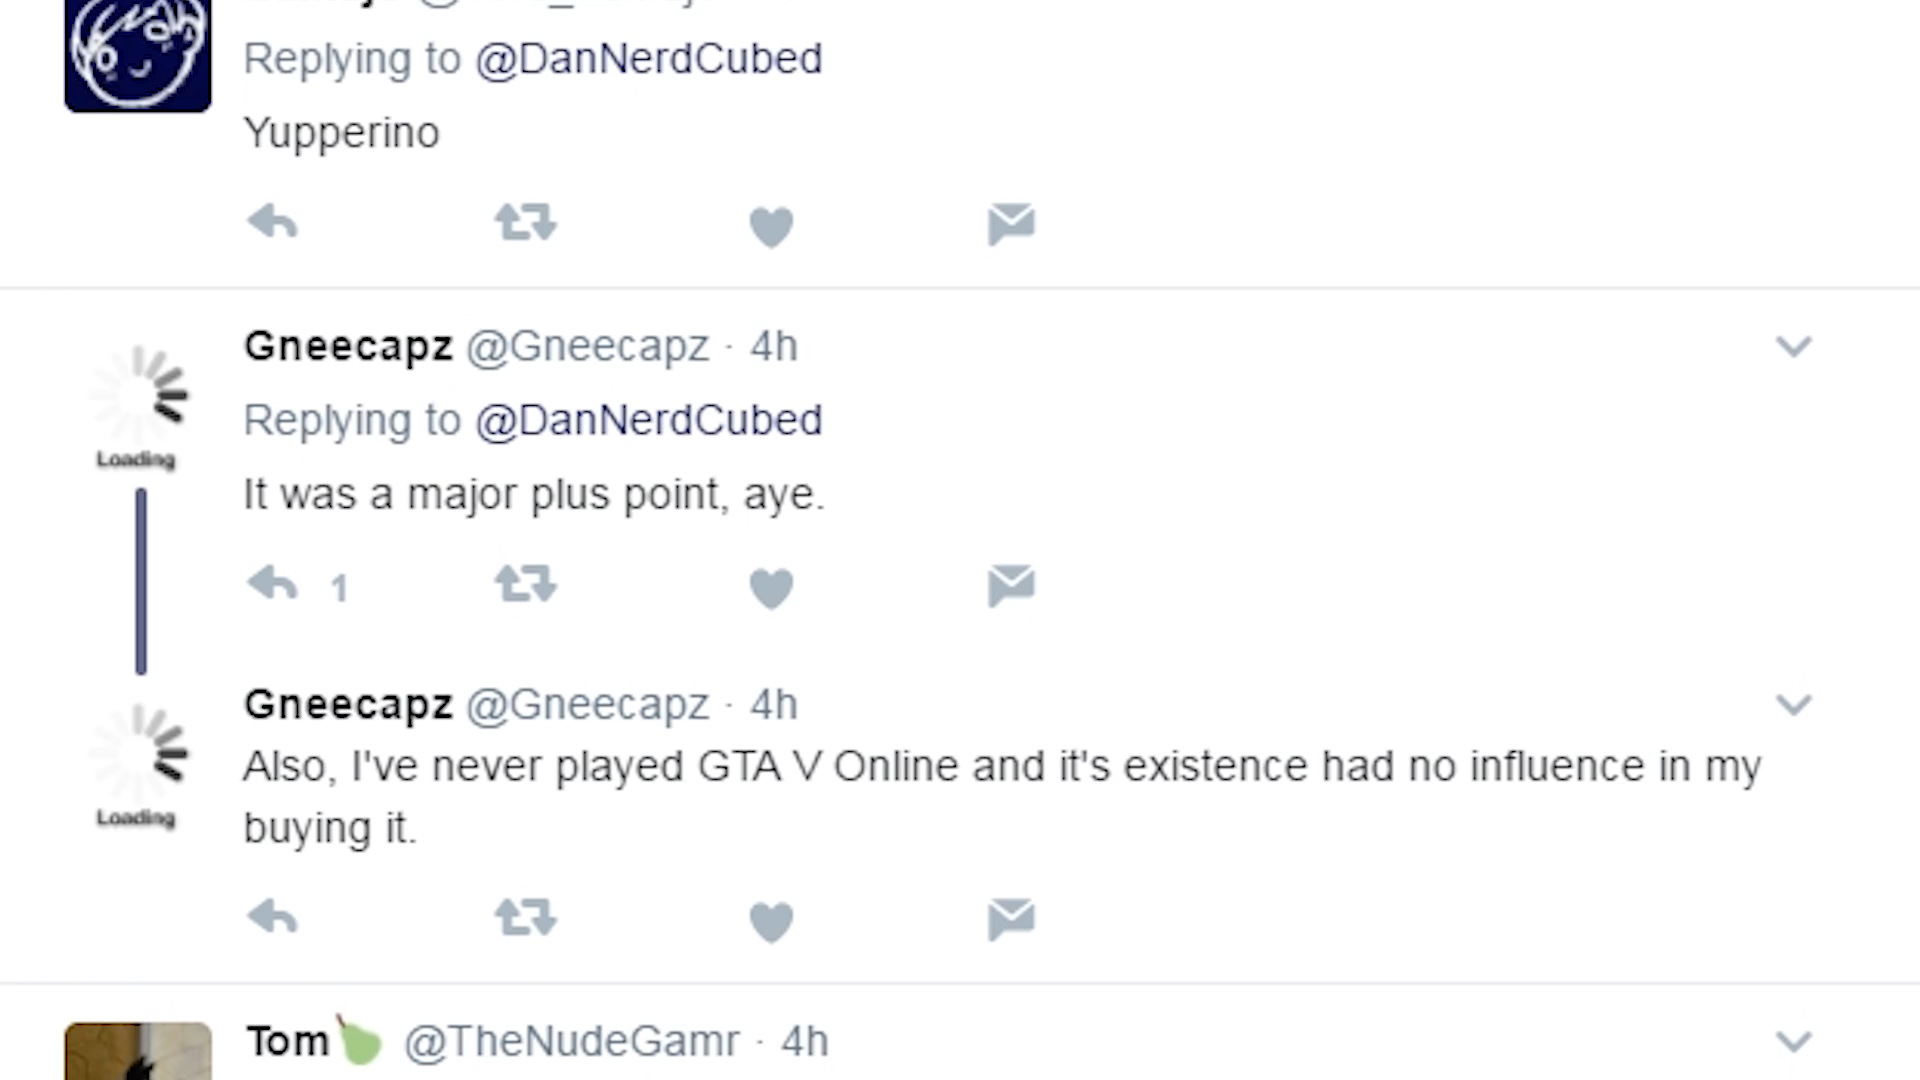 Replying to @DanNerdCubed
Yupperino
Gneecapz @Gneecapz · 4h
Replying to @DanNerdCubed
Loading
It was a major plus point, aye.
1
Gneecapz @Gneecapz · 4h
Also, I've never played GTA V Online and it's existence had no influence in my
Loading
buying it.
Tom @TheNudeGamr · 4h